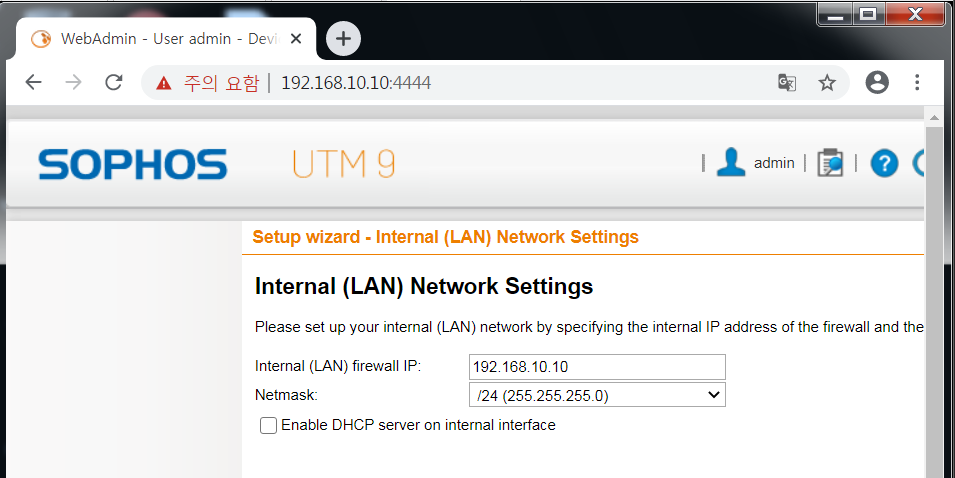 WebAdmin - User admin - Devi
주의 요함 192.168.10.10:4444
SOPHOS UTM 9 | admin | | ?
Setup wizard - Internal (LAN) Network Settings
Internal (LAN) Network Settings
Please set up your internal (LAN) network by specifying the internal IP address of the firewall and the
Internal (LAN) firewall IP: 192.168.10.10
Netmask: /24 (255.255.255.0)
Enable DHCP server on internal interface